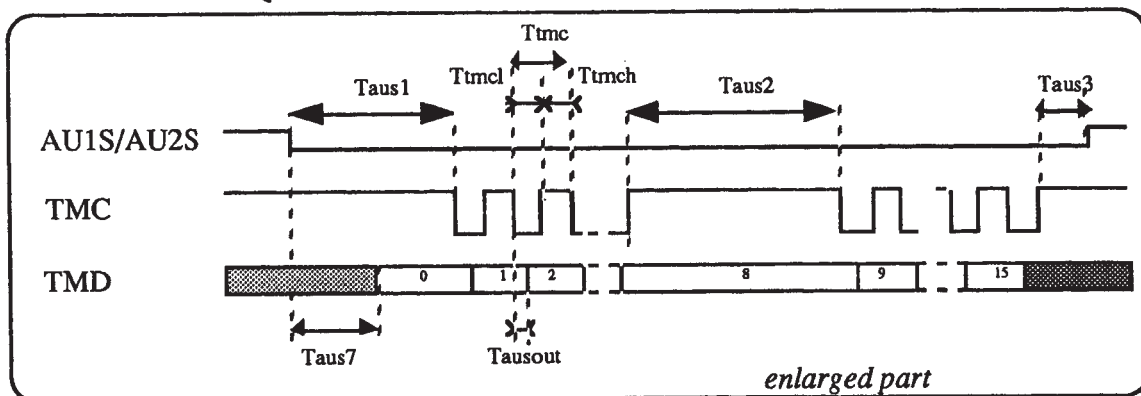 Ttmc
Ttmcl
Ttmch
Taus1
Taus2
Taus3
AU1S/AU2S
TMC
TMD
0
1
2
8
9
15
Taus7
Tausout
enlarged part